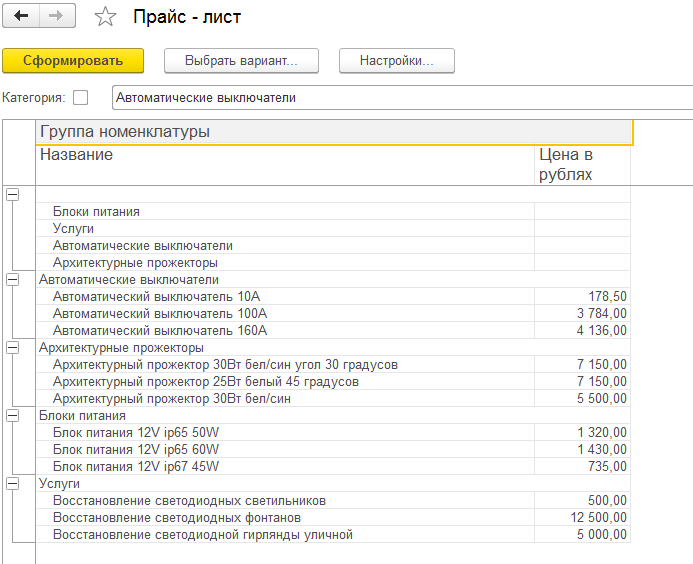 Прайс - лист
Сформировать Выбрать вариант... Настройки...
Категория: Автоматические выключатели
Группа номенклатуры
Название Цена в
рублях
Блоки питания
Услуги
Автоматические выключатели
Архитектурные прожекторы
Автоматические выключатели
Автоматический выключатель 10А 178,50
Автоматический выключатель 100А 3 784,00
Автоматический выключатель 160А 4 136,00
Архитектурные прожекторы
Архитектурный прожектор 30Вт бел/син угол 30 градусов 7 150,00
Архитектурный прожектор 25Вт белый 45 градусов 7 150,00
Архитектурный прожектор 30Вт бел/син 5 500,00
Блоки питания
Блок питания 12V ip65 50W 1 320,00
Блок питания 12V ip65 60W 1 430,00
Блок питания 12V ip67 45W 735,00
Услуги
Восстановление светодиодных светильников 500,00
Восстановление светодиодных фонтанов 12 500,00
Восстановление светодиодной гирлянды уличной 5 000,00